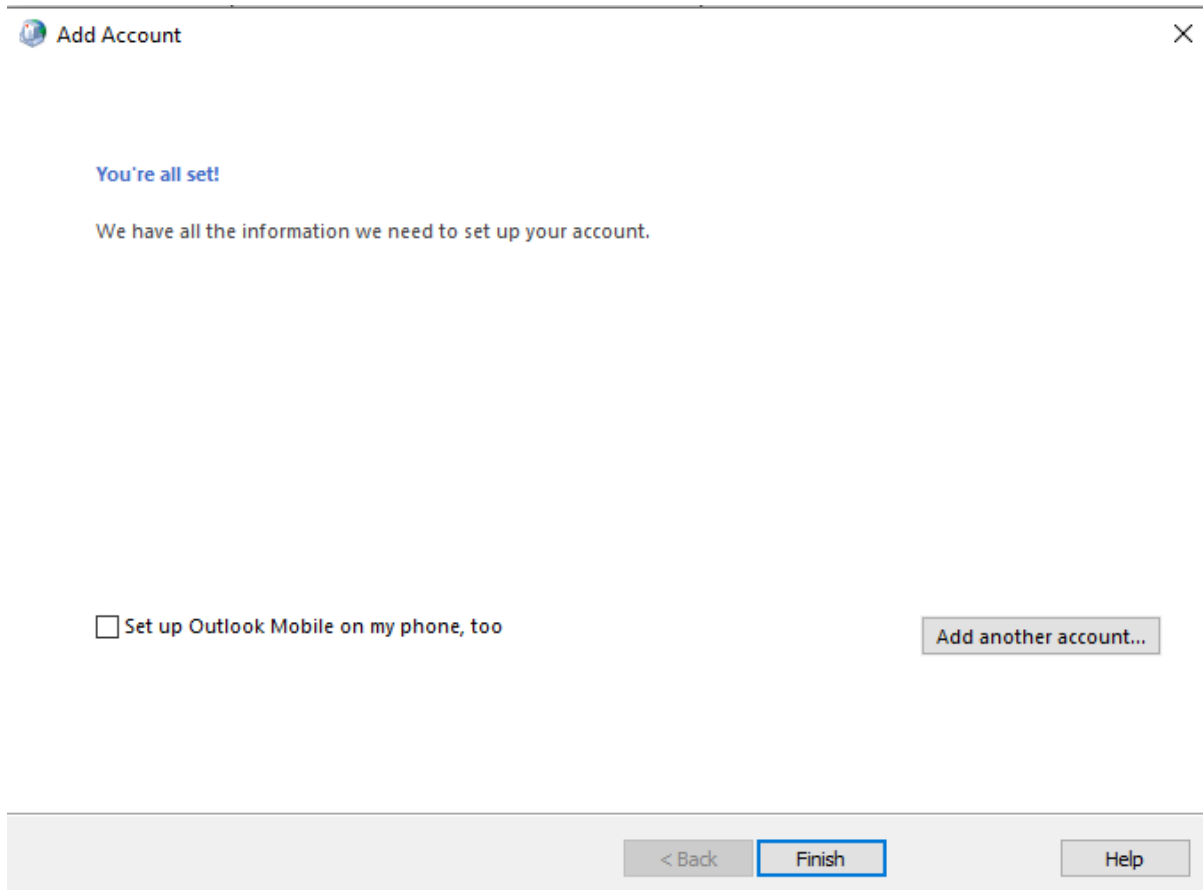 Add Account
You're all set!
We have all the information we need to set up your account.
Set up Outlook Mobile on my phone, too
Add another account...
< Back
Finish
Help